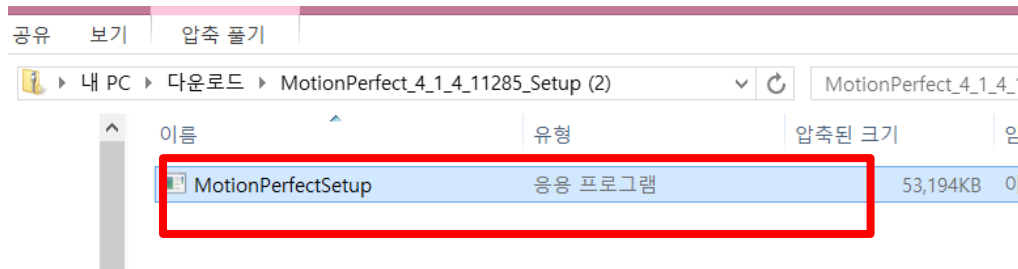 공유 보기 압축 풀기
내 PC 다운로드 MotionPerfect_4_1_4_11285_Setup (2) MotionPerfect_4_1_4_
이름 유형 압축된 크기
MotionPerfectSetup 응용 프로그램 53,194KB